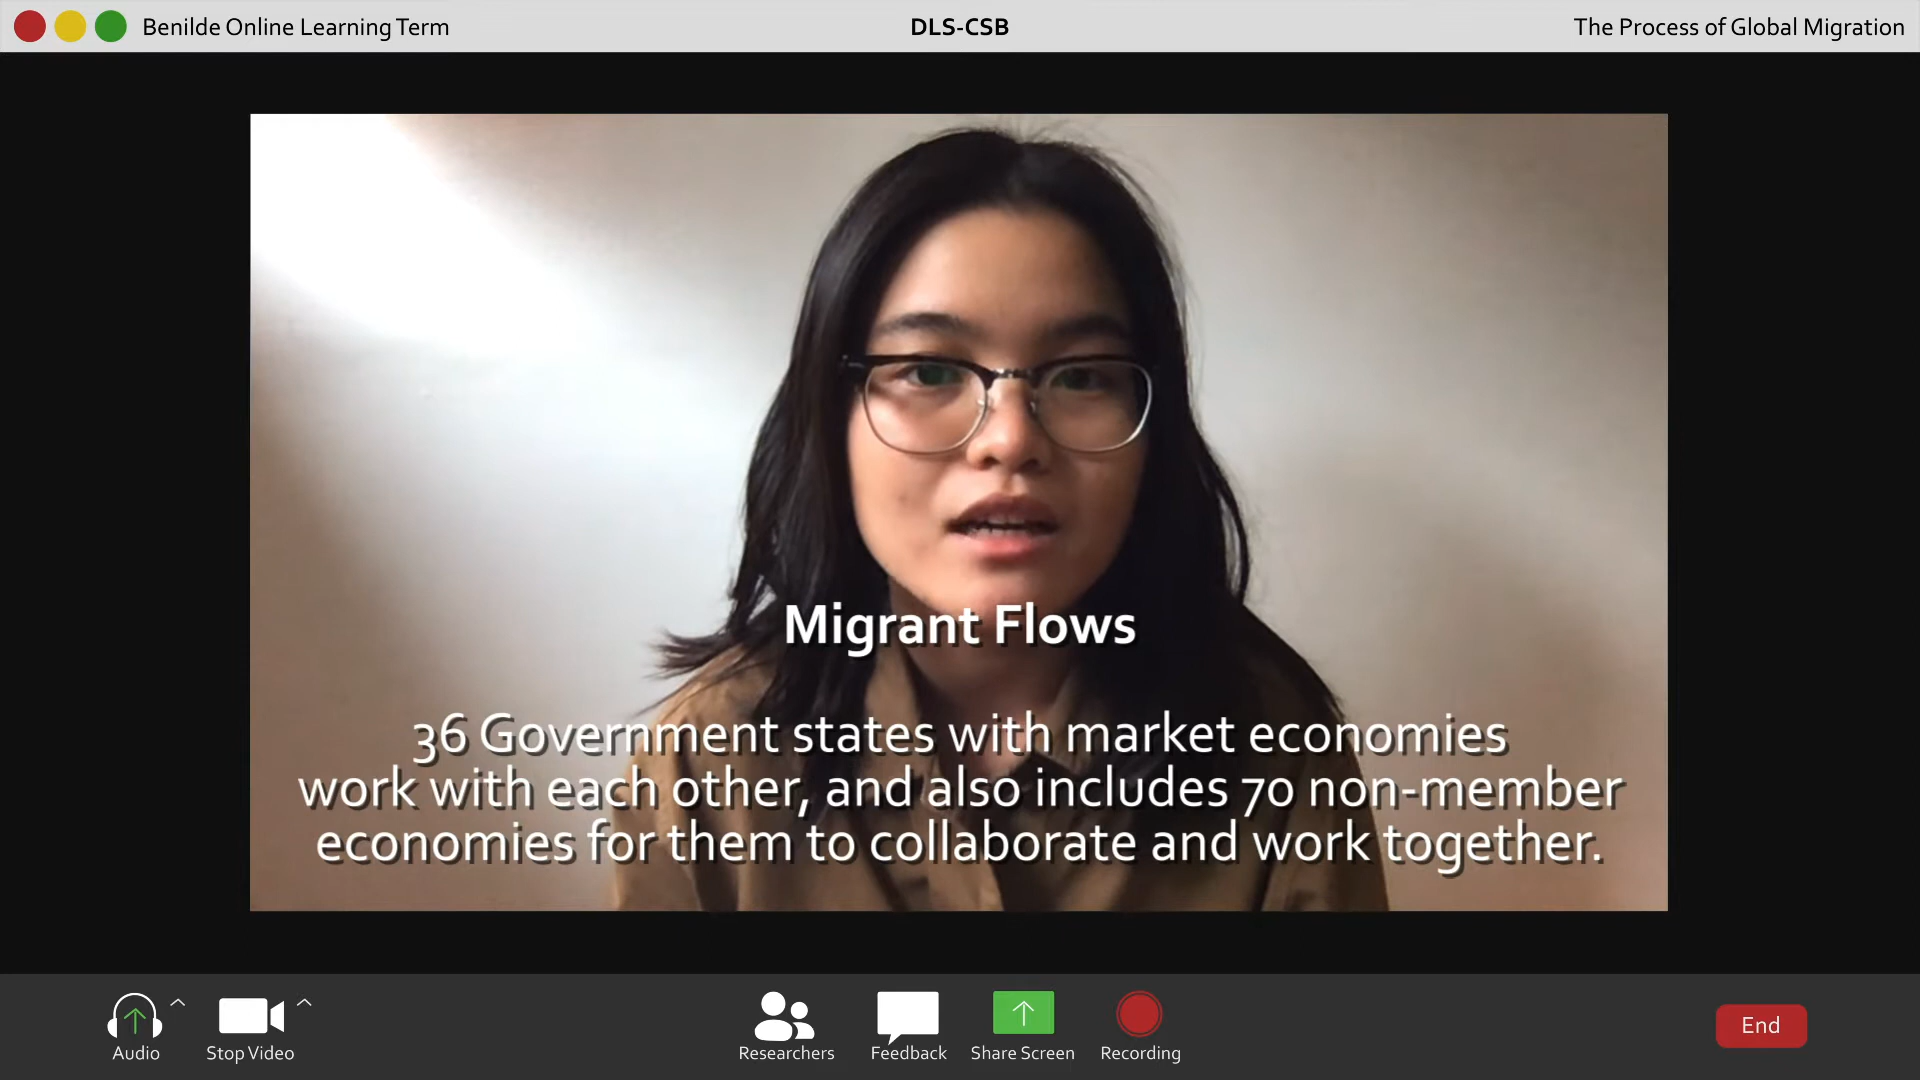 Benilde Online Learning Term
DLS-CSB
The Process of Global Migration
Migrant Flows
36 Government states with market economies
work with each other, and also includes 70 non-member
economies for them to collaborate and work together.
Audio
Stop Video
Researchers
Feedback
Share Screen
Recording
End